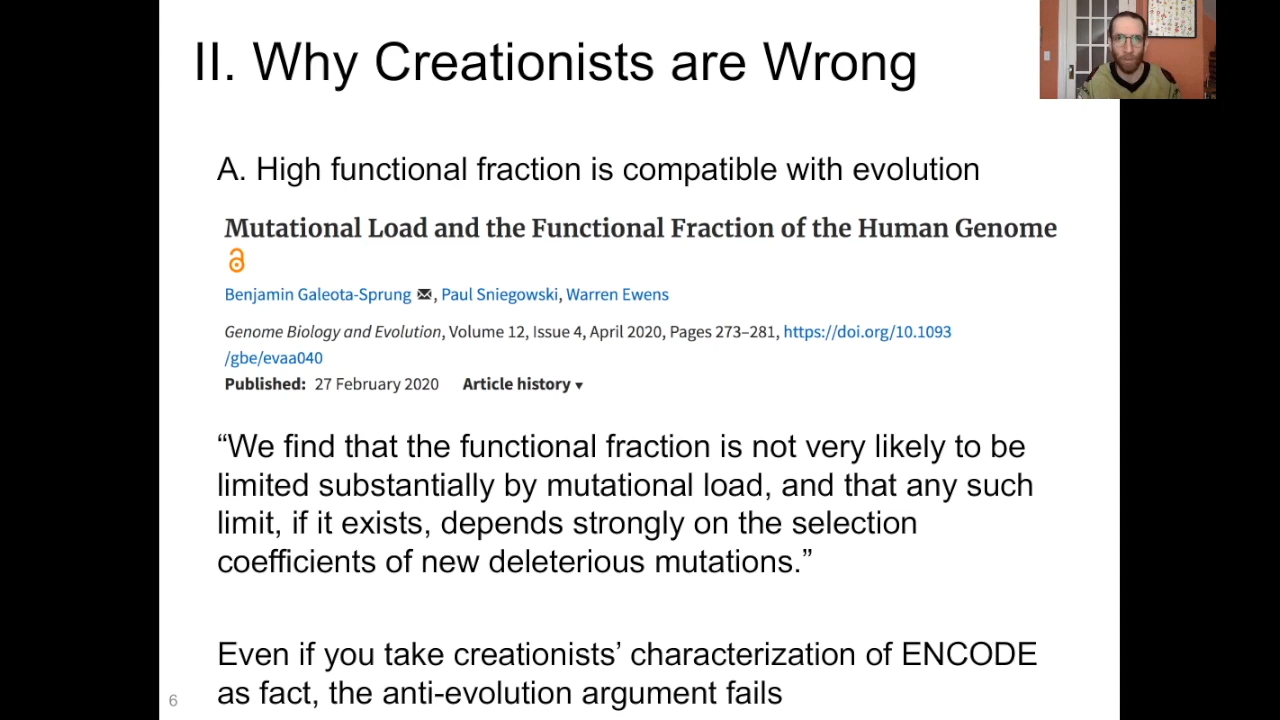 II. Why Creationists are Wrong
A. High functional fraction is compatible with evolution
Mutational Load and the Functional Fraction of the Human Genome
Benjamin Galeota-Sprung, Paul Sniegowski, Warren Ewens
Genome Biology and Evolution, Volume 12, Issue 4, April 2020, Pages 273–281, https://doi.org/10.1093
/gbe/evaa040
Published: 27 February 2020 Article history ▾
“We find that the functional fraction is not very likely to be
limited substantially by mutational load, and that any such
limit, if it exists, depends strongly on the selection
coefficients of new deleterious mutations.”
Even if you take creationists’ characterization of ENCODE
as fact, the anti-evolution argument fails
6